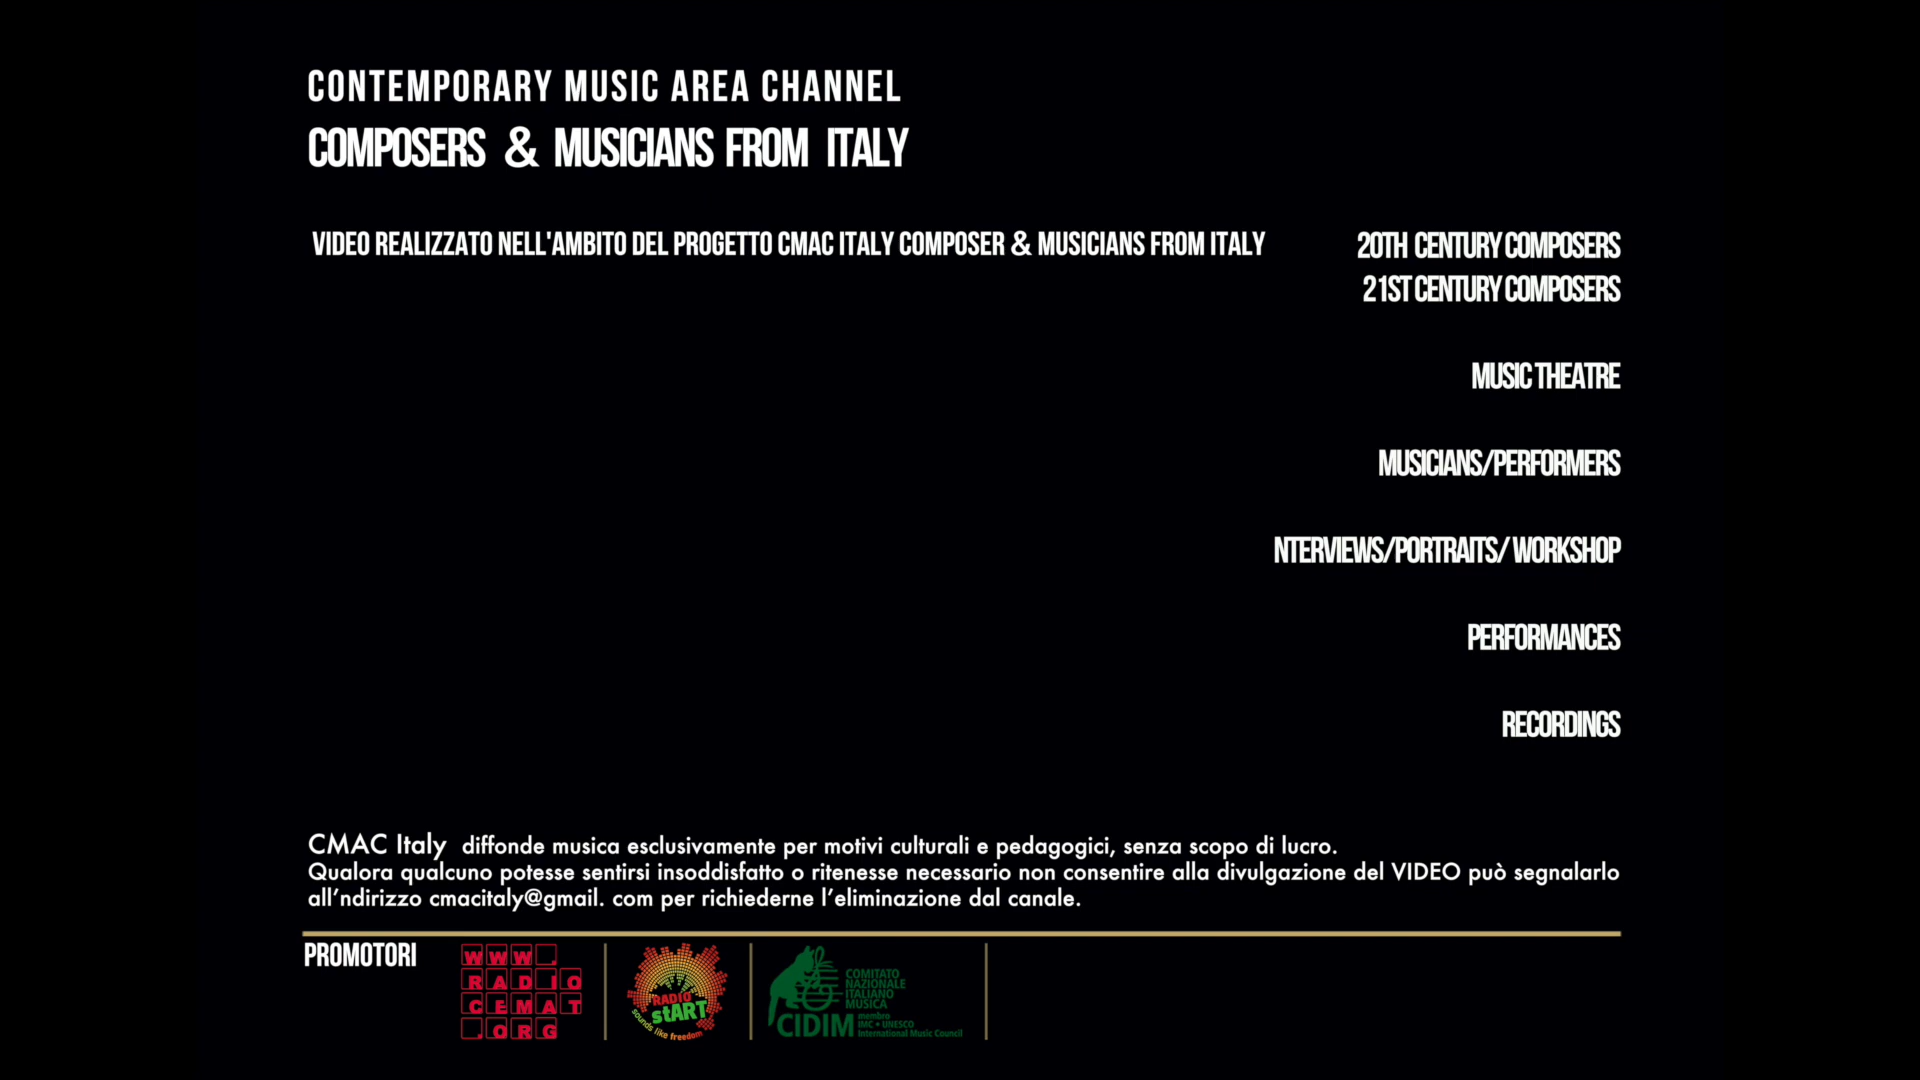 CONTEMPORARY MUSIC AREA CHANNEL
COMPOSERS & MUSICIANS FROM ITALY
VIDEO REALIZZATO NELL'AMBITO DEL PROGETTO CMAC ITALY COMPOSER & MUSICIANS FROM ITALY
20TH CENTURY COMPOSERS
21ST CENTURY COMPOSERS
MUSIC THEATRE
MUSICIANS/PERFORMERS
NTERVIEWS/PORTRAITS/ WORKSHOP
PERFORMANCES
RECORDINGS
CMAC Italy diffonde musica esclusivamente per motivi culturali e pedagogici, senza scopo di lucro.
Qualora qualcuno potesse sentirsi insoddisfatto o ritenesse necessario non consentire alla divulgazione del VIDEO può segnalarlo
all’ndirizzo cmacitaly@gmail. com per richiederne l’eliminazione dal canale.
PROMOTORI
WWW.
RADIO
CEMAT
.ORG
RADIO
stART
sounds like freedom
COMITATO
NAZIONALE
ITALIANO
MUSICA
CIDIM
membro
IMC • UNESCO
International Music Council